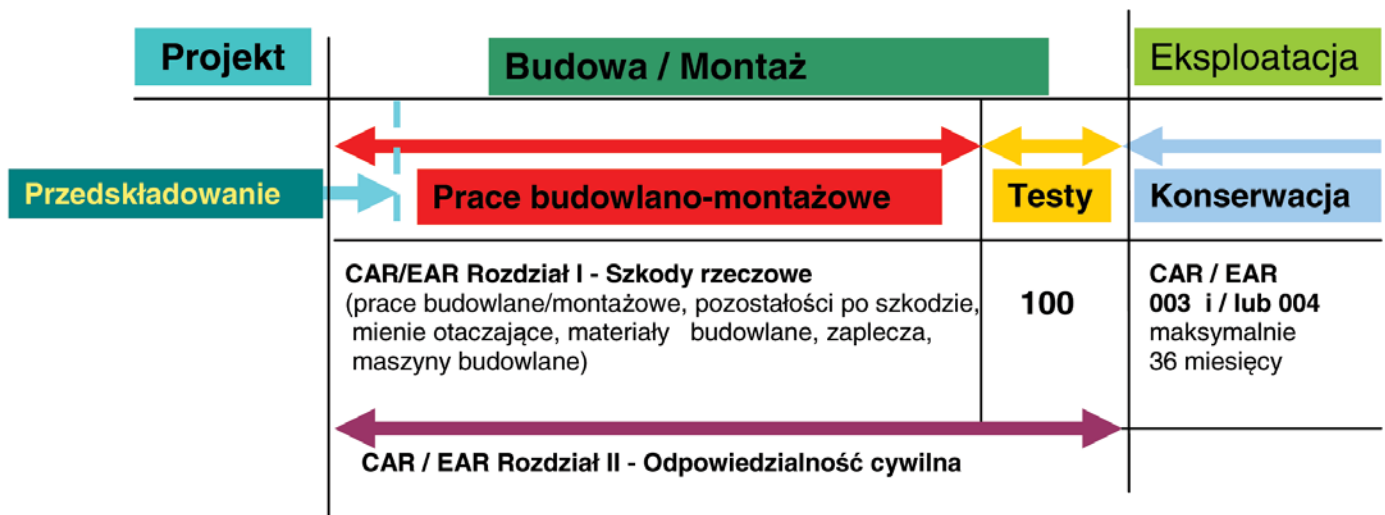 Projekt
Budowa / Montaż
Eksploatacja
Przedskładowanie
Prace budowlano-montażowe
Testy
Konserwacja
CAR/EAR Rozdział I - Szkody rzeczowe
(prace budowlane/montażowe, pozostałości po szkodzie,
mienie otaczające, materiały budowlane, zaplecza,
maszyny budowlane)
100
CAR / EAR
003 i / lub 004
maksymalnie
36 miesięcy
CAR / EAR Rozdział II - Odpowiedzialność cywilna